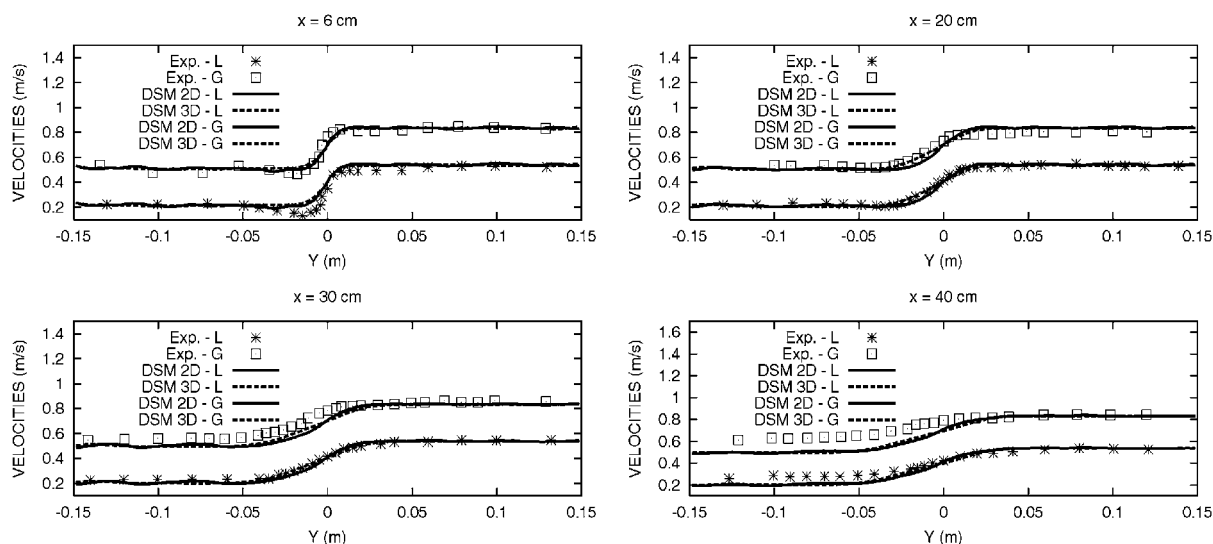 x = 6 cm
VELOCITIES (m/s)
1.4
1.2
1
0.8
0.6
0.4
0.2
Exp. - L
Exp. - G
DSM 2D - L
DSM 3D - L
DSM 2D - G
DSM 3D - G
-0.15
-0.1
-0.05
0
0.05
0.1
0.15
Y (m)
x = 20 cm
VELOCITIES (m/s)
1.4
1.2
1
0.8
0.6
0.4
0.2
Exp. - L
Exp. - G
DSM 2D - L
DSM 3D - L
DSM 2D - G
DSM 3D - G
-0.15
-0.1
-0.05
0
0.05
0.1
0.15
Y (m)
x = 30 cm
VELOCITIES (m/s)
1.4
1.2
1
0.8
0.6
0.4
0.2
Exp. - L
Exp. - G
DSM 2D - L
DSM 3D - L
DSM 2D - G
DSM 3D - G
-0.15
-0.1
-0.05
0
0.05
0.1
0.15
Y (m)
x = 40 cm
VELOCITIES (m/s)
1.6
1.4
1.2
1
0.8
0.6
0.4
0.2
Exp. - L
Exp. - G
DSM 2D - L
DSM 3D - L
DSM 2D - G
DSM 3D - G
-0.15
-0.1
-0.05
0
0.05
0.1
0.15
Y (m)